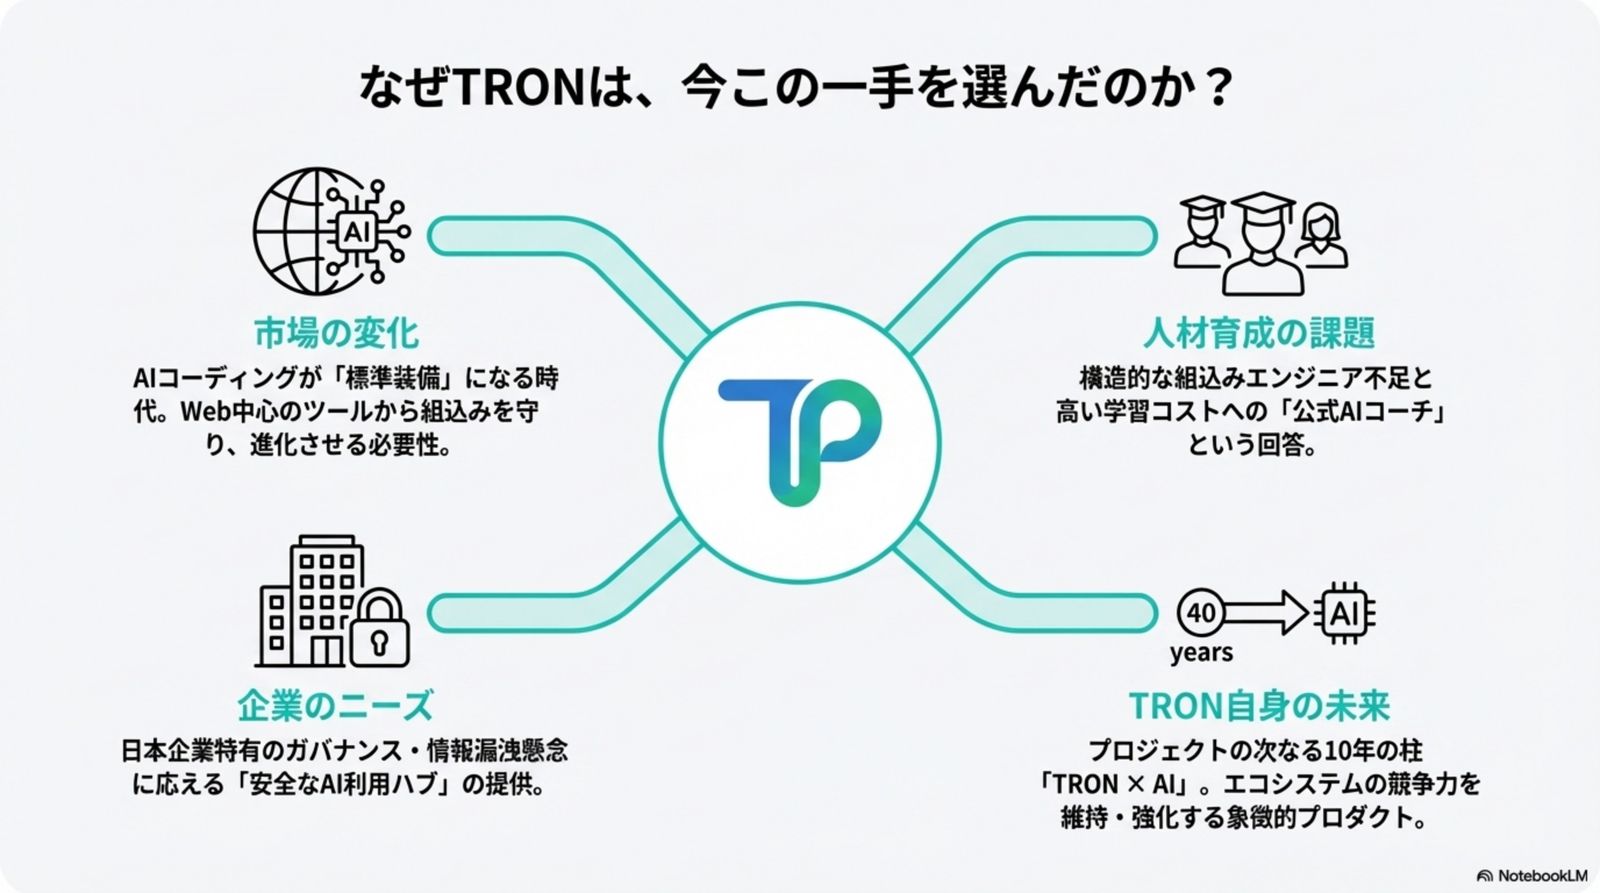 なぜTRONは、今この一手を選んだのか？
AI
市場の変化
AIコーディングが「標準装備」になる時
代。Web中心のツールから組込みを守
り、進化させる必要性。
人材育成の課題
構造的な組込みエンジニア不足と
高い学習コストへの「公式AIコーチ」
という回答。
TP
企業のニーズ
日本企業特有のガバナンス・情報漏洩懸念
に応える「安全なAI利用ハブ」の提供。
40
years
AI
TRON自身の未来
プロジェクトの次なる10年の柱
「TRON × AI」。エコシステムの競争力を
維持・強化する象徴的プロダクト。
NotebookLM